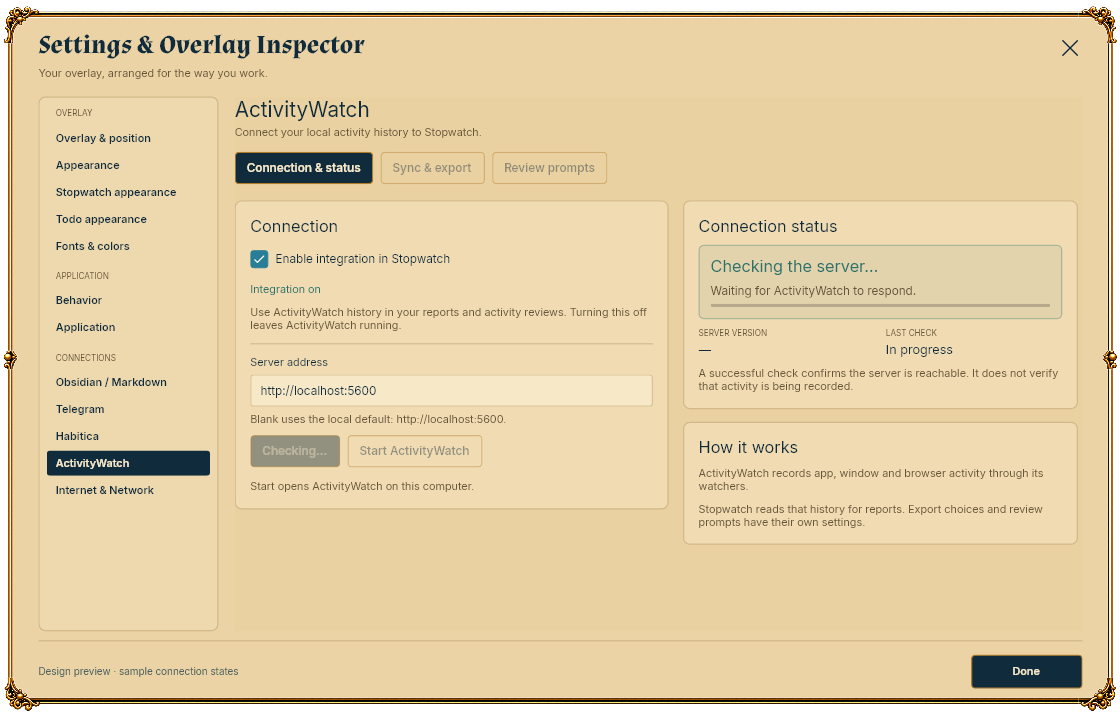 Settings & Overlay Inspector
Your overlay, arranged for the way you work.
OVERLAY
Overlay & position
Appearance
Stopwatch appearance
Todo appearance
Fonts & colors
APPLICATION
Behavior
Application
CONNECTIONS
Obsidian / Markdown
Telegram
Habitica
ActivityWatch
Internet & Network
ActivityWatch
Connect your local activity history to Stopwatch.
Connection & status
Sync & export
Review prompts
Connection
Enable integration in Stopwatch
Integration on
Use ActivityWatch history in your reports and activity reviews. Turning this off
leaves ActivityWatch running.
Server address
http://localhost:5600
Blank uses the local default: http://localhost:5600.
Checking...
Start ActivityWatch
Start opens ActivityWatch on this computer.
Connection status
Checking the server...
Waiting for ActivityWatch to respond.
SERVER VERSION
—
LAST CHECK
In progress
A successful check confirms the server is reachable. It does not verify
that activity is being recorded.
How it works
ActivityWatch records app, window and browser activity through its
watchers.
Stopwatch reads that history for reports. Export choices and review
prompts have their own settings.
Design preview · sample connection states
Done